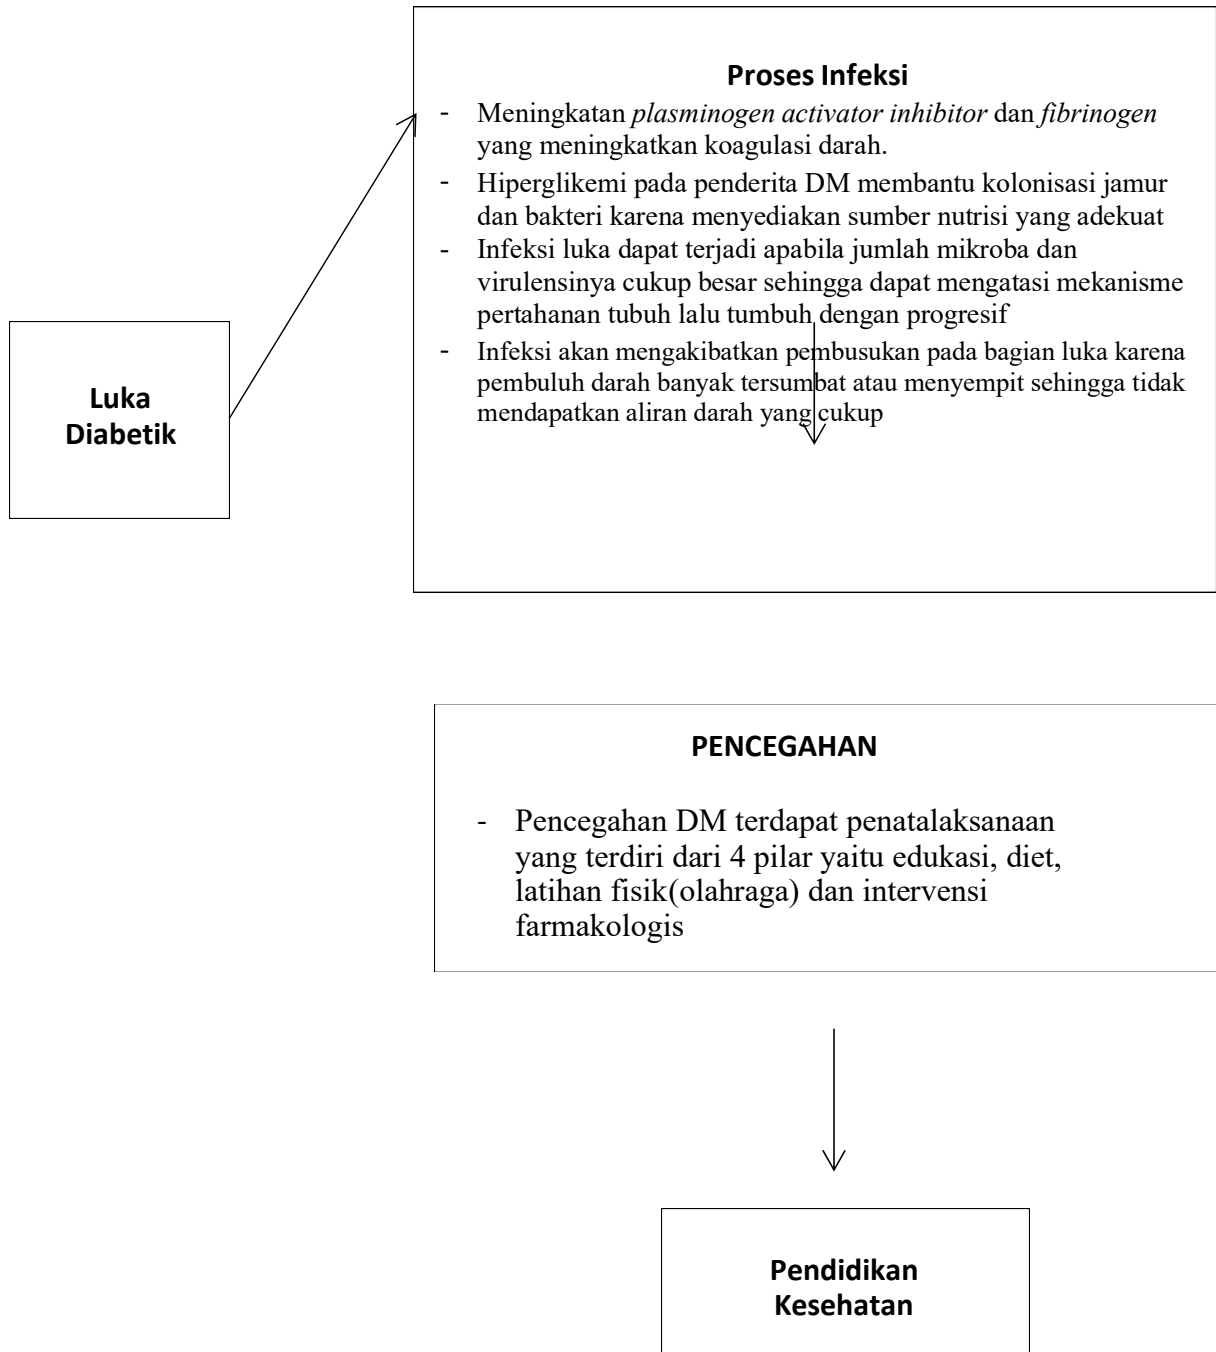 Proses Infeksi
- Meningkatan plasminogen activator inhibitor dan fibrinogen
yang meningkatkan koagulasi darah.
- Hiperglikemi pada penderita DM membantu kolonisasi jamur
dan bakteri karena menyediakan sumber nutrisi yang adekuat
- Infeksi luka dapat terjadi apabila jumlah mikroba dan
virulensinya cukup besar sehingga dapat mengatasi mekanisme
pertahanan tubuh lalu tumbuh dengan progresif
- Infeksi akan mengakibatkan pembusukan pada bagian luka karena
pembuluh darah banyak tersumbat atau menyempit sehingga tidak
mendapatkan aliran darah yang cukup
Luka
Diabetik
PENCEGAHAN
- Pencegahan DM terdapat penatalaksanaan
yang terdiri dari 4 pilar yaitu edukasi, diet,
latihan fisik(olahraga) dan intervensi
farmakologis
Pendidikan
Kesehatan